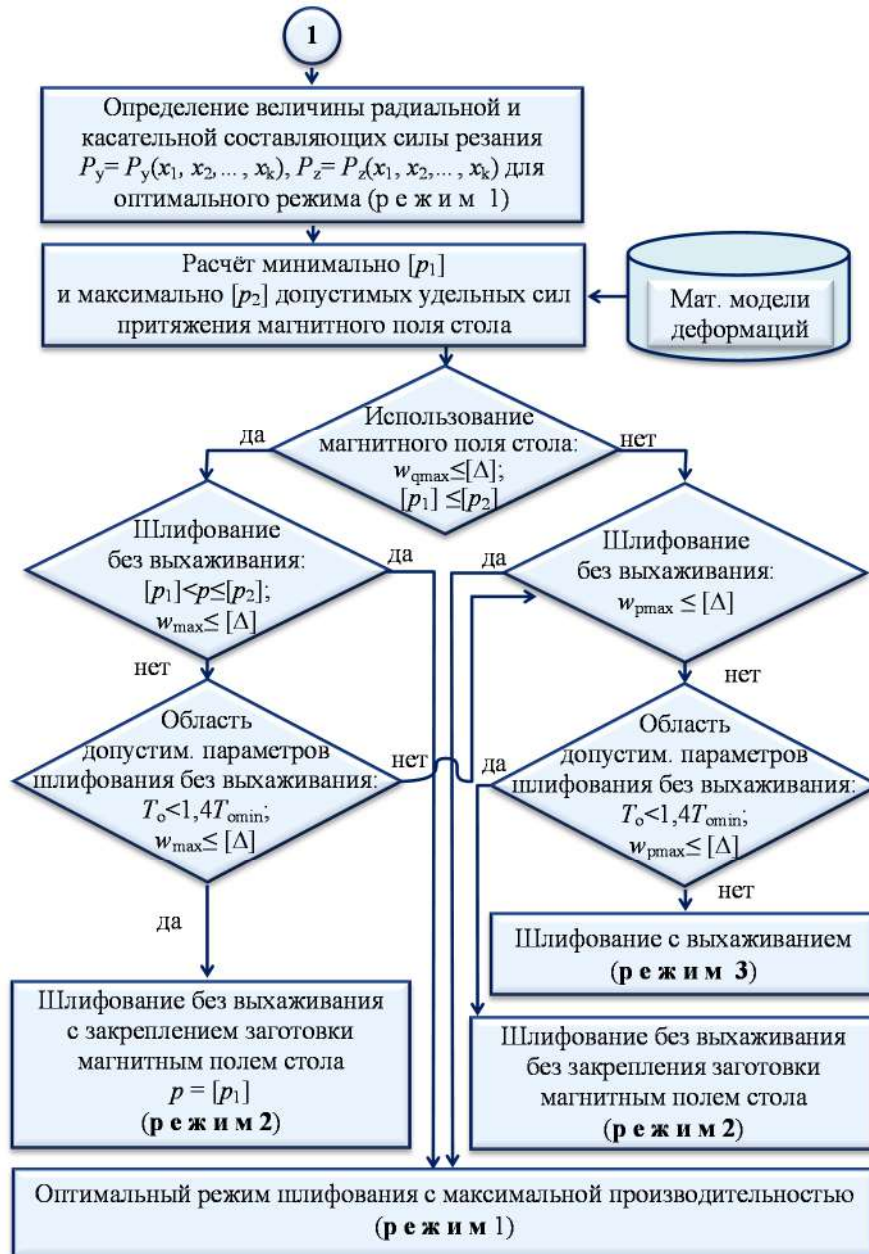 1
Определение величины радиальной и
касательной составляющих силы резания
Pу= Pу(x1, x2,..., xk), Pz= Pz(x1, x2,..., xk) для
оптимального режима (р е ж и м 1)
Расчёт минимально [p1]
и максимально [p2] допустимых удельных сил
притяжения магнитного поля стола
Мат. модели
деформаций
Использование
магнитного поля стола:
wqmax≤[Δ];
[p1] ≤[p2]
да
нет
Шлифование
без выхаживания:
[p1]<p≤[p2];
wmax≤ [Δ]
да
нет
Шлифование
без выхаживания:
wpmax ≤ [Δ]
да
нет
Область
допустим. параметров
шлифования без выхаживания:
To<1,4Tomin;
wmax≤ [Δ]
нет
да
Область
допустим. параметров
шлифования без выхаживания:
To<1,4Tomin;
wpmax≤ [Δ]
да
нет
Шлифование с выхаживанием
(р е ж и м 3)
Шлифование без выхаживания
с закреплением заготовки
магнитным полем стола
p = [p1]
(р е ж и м 2)
Шлифование без выхаживания
без закрепления заготовки
магнитным полем стола
(р е ж и м 2)
Оптимальный режим шлифования с максимальной производительностью
(р е ж и м 1)